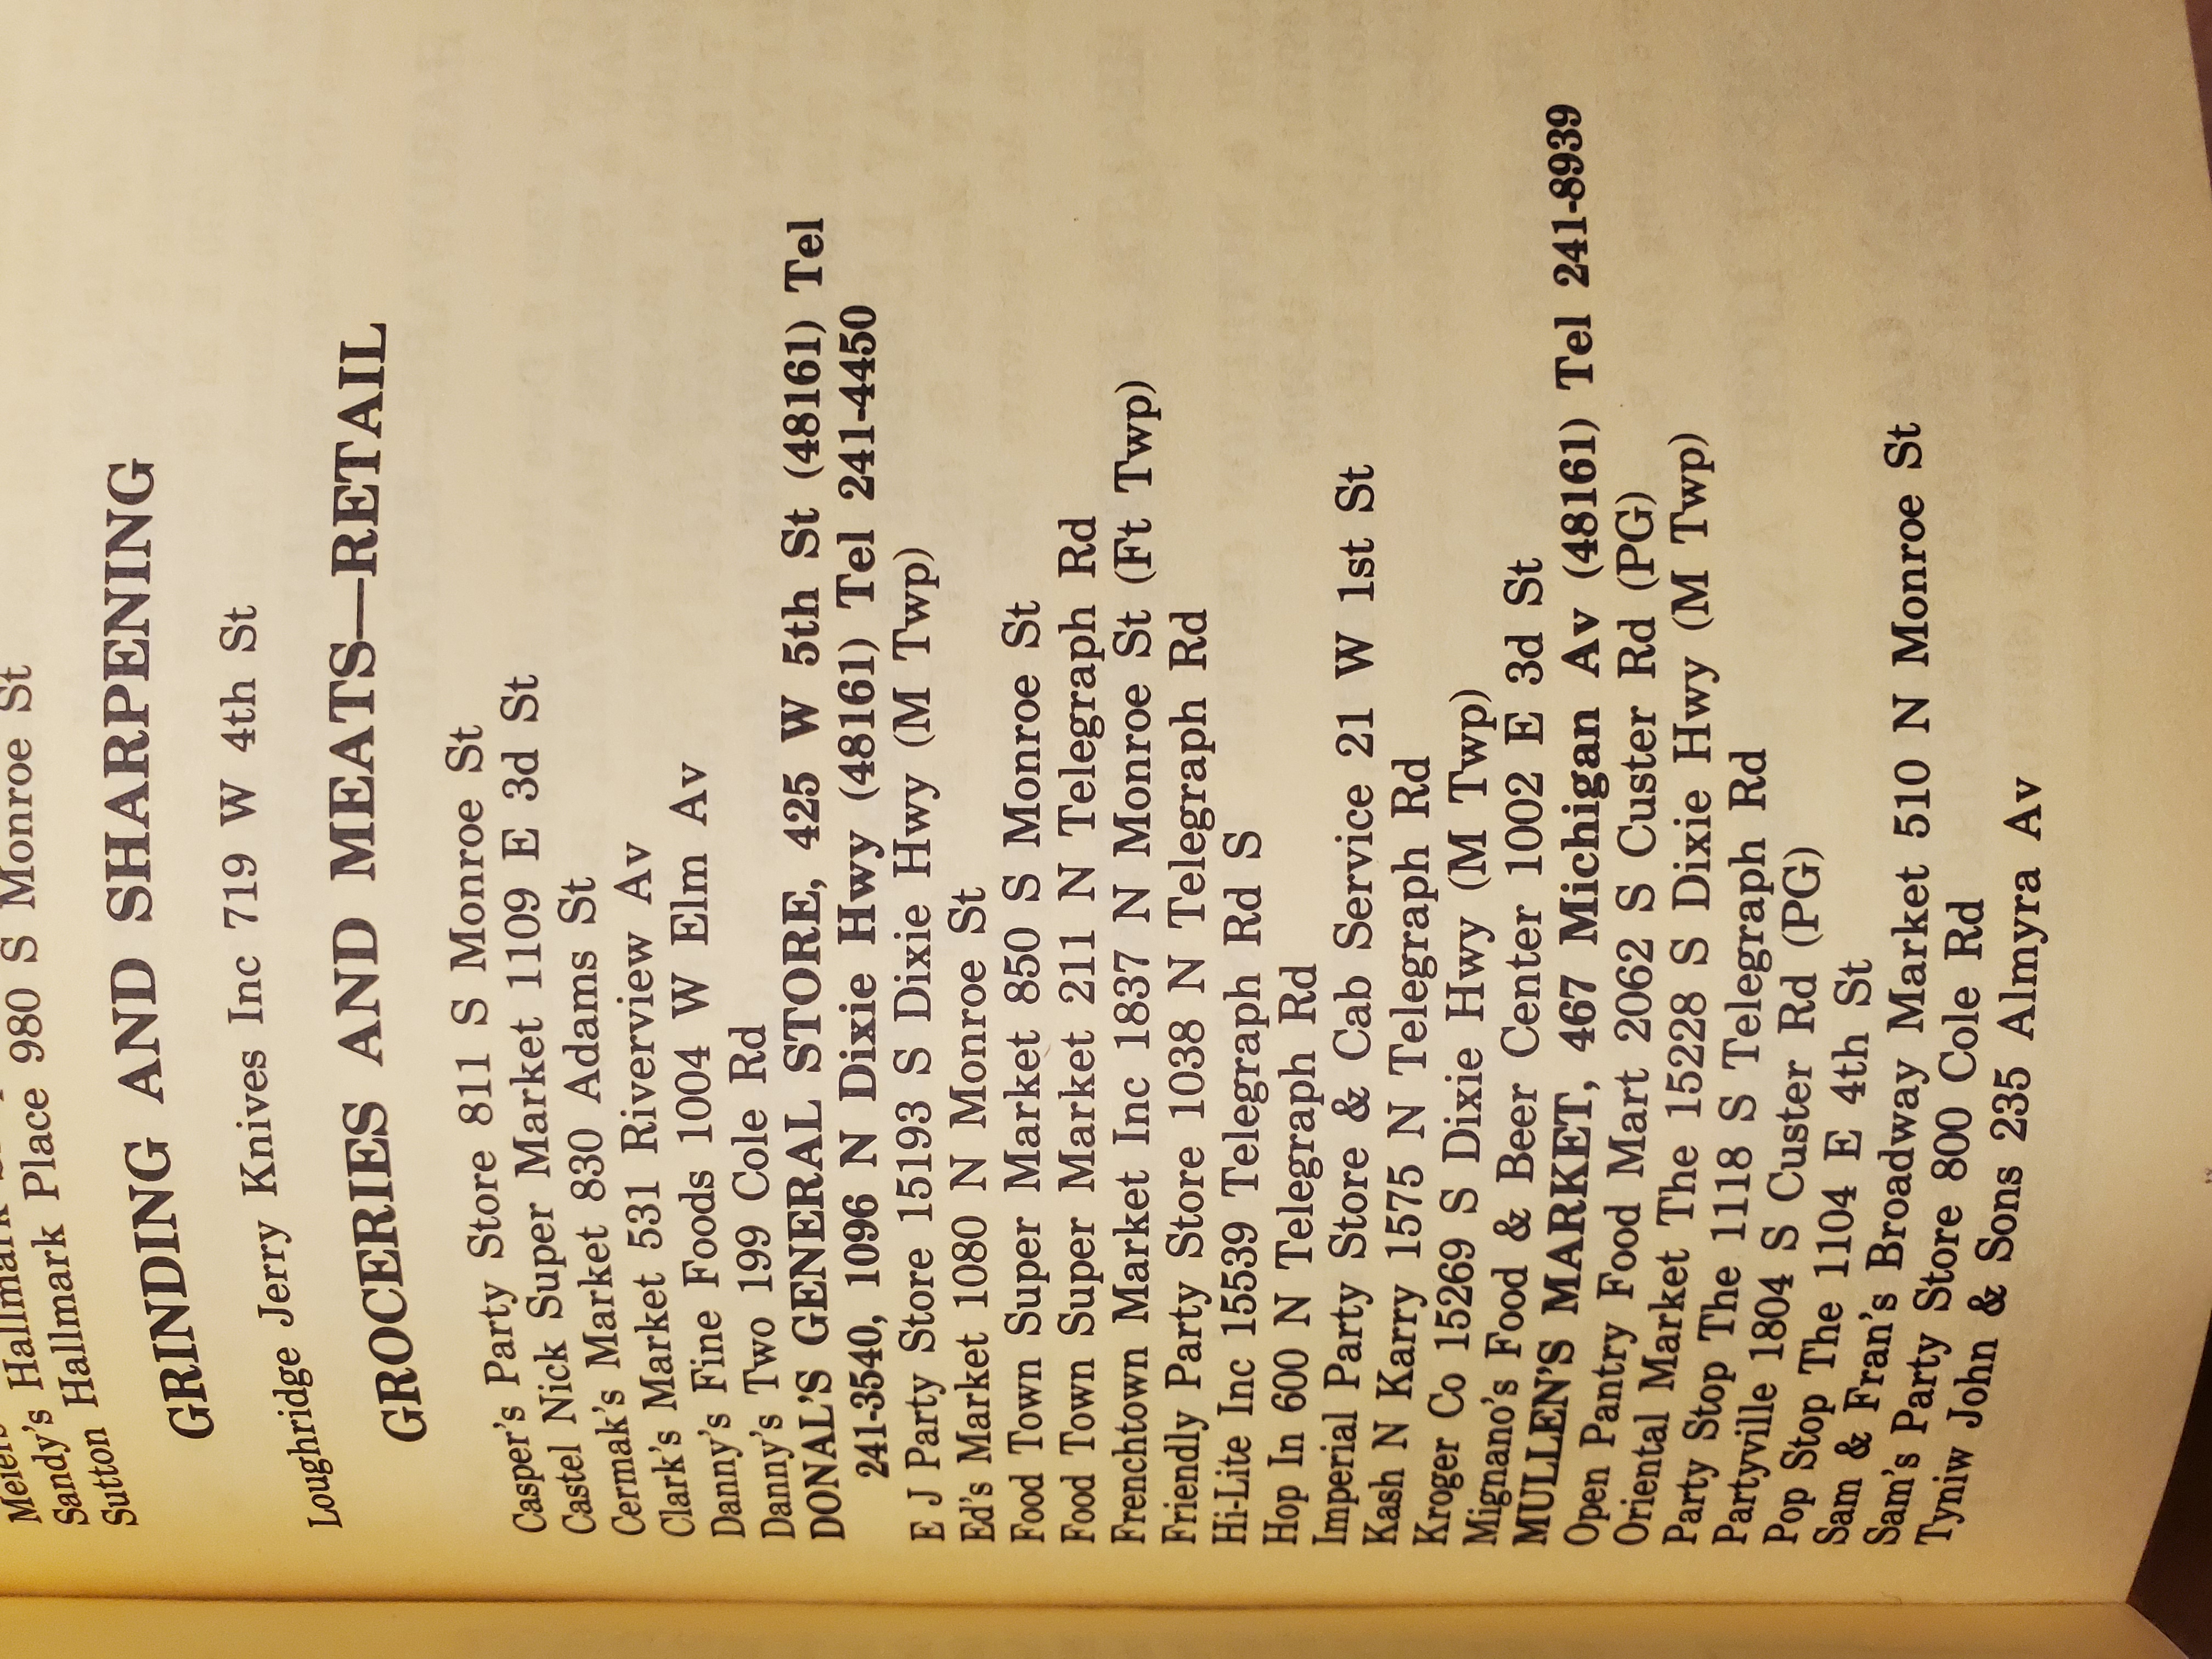 Sandy's Hallmark
Sutton Hallmark Place 980 S Monroe St
GRINDING AND SHARPENING
Loughridge Jerry Knives Inc 719 W 4th St
GROCERIES AND MEATS—RETAIL
Casper's Party Store 811 S Monroe St
Castel Nick Super Market 1109 E 3d St
Cermak's Market 830 Adams St
Clark's Market 531 Riverview Av
Danny's Fine Foods 1004 W Elm Av
Danny's Two 199 Cole Rd
DONAL'S GENERAL STORE, 425 W 5th St (48161) Tel
241-3540, 1096 N Dixie Hwy (48161) Tel 241-4450
E J Party Store 15193 S Dixie Hwy (M Twp)
Ed's Market 1080 N Monroe St
Food Town Super Market 850 S Monroe St
Food Town Super Market 211 N Telegraph Rd
Frenchtown Market Inc 1837 N Monroe St (Ft Twp)
Friendly Party Store 1038 N Telegraph Rd
Hi-Lite Inc 15539 Telegraph Rd S
Hop In 600 N Telegraph Rd
Imperial Party Store & Cab Service 21 W 1st St
Kash N Karry 1575 N Telegraph Rd
Kroger Co 15269 S Dixie Hwy (M Twp)
Mignano's Food & Beer Center 1002 E 3d St
MULLEN'S MARKET, 467 Michigan Av (48161) Tel 241-8939
Open Pantry Food Mart 2062 S Custer Rd (PG)
Oriental Market The 15228 S Dixie Hwy (M Twp)
Party Stop The 1118 S Telegraph Rd
Partyville 1804 S Custer Rd (PG)
Pop Stop The 1104 E 4th St
Sam & Fran's Broadway Market 510 N Monroe St
Sam's Party Store 800 Cole Rd
Tyniw John & Sons 235 Almyra Av